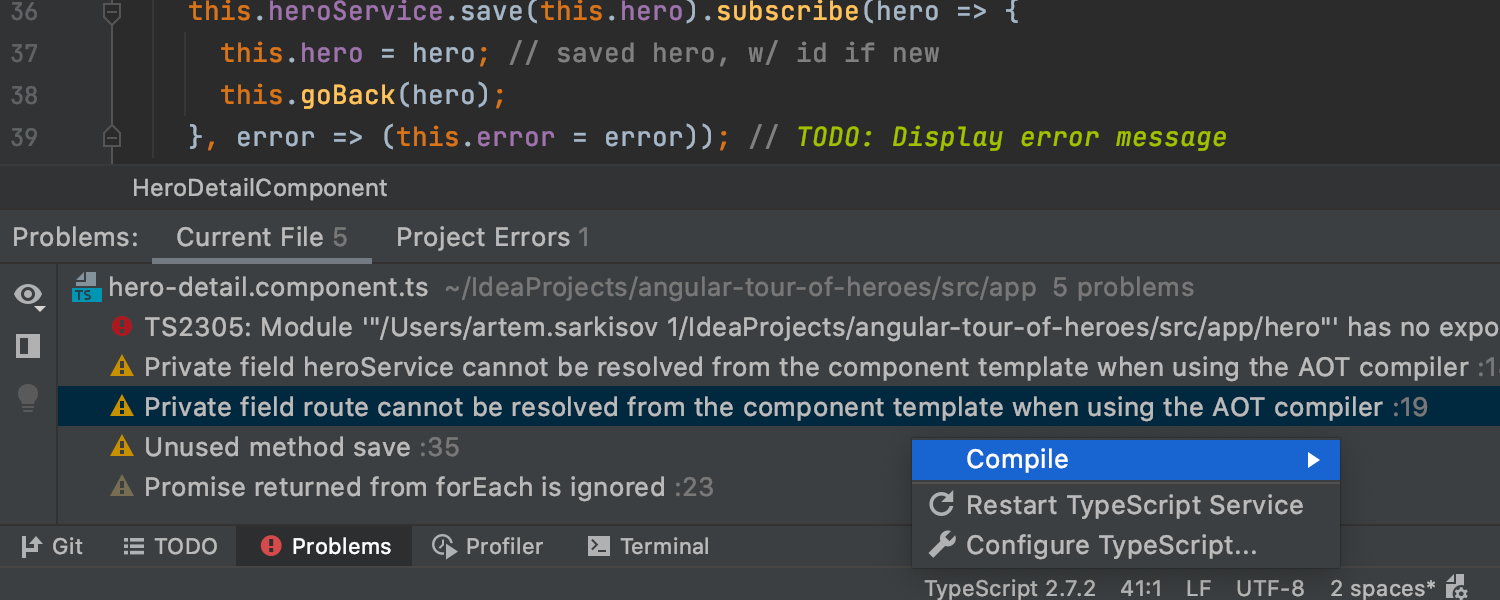 36 this.heroService.save(this.hero).subscribe(hero => {
37 this.hero = hero; // saved hero, w/ id if new
38 this.goBack(hero);
39 }, error => (this.error = error)); // TODO: Display error message
HeroDetailComponent
Problems: Current File 5 Project Errors 1
TS hero-detail.component.ts ~/IdeaProjects/angular-tour-of-heroes/src/app 5 problems
TS2305: Module '"/Users/artem.sarkisov 1/IdeaProjects/angular-tour-of-heroes/src/app/hero"' has no
Private field heroService cannot be resolved from the component template when using the AOT compiler
Private field route cannot be resolved from the component template when using the AOT compiler :19
Unused method save :35
Promise returned from forEach is ignored :23
Compile
Restart TypeScript Service
Configure TypeScript...
Git TODO Problems Profiler Terminal
TypeScript 2.7.2 41:1 LF UTF-8 2 spaces*